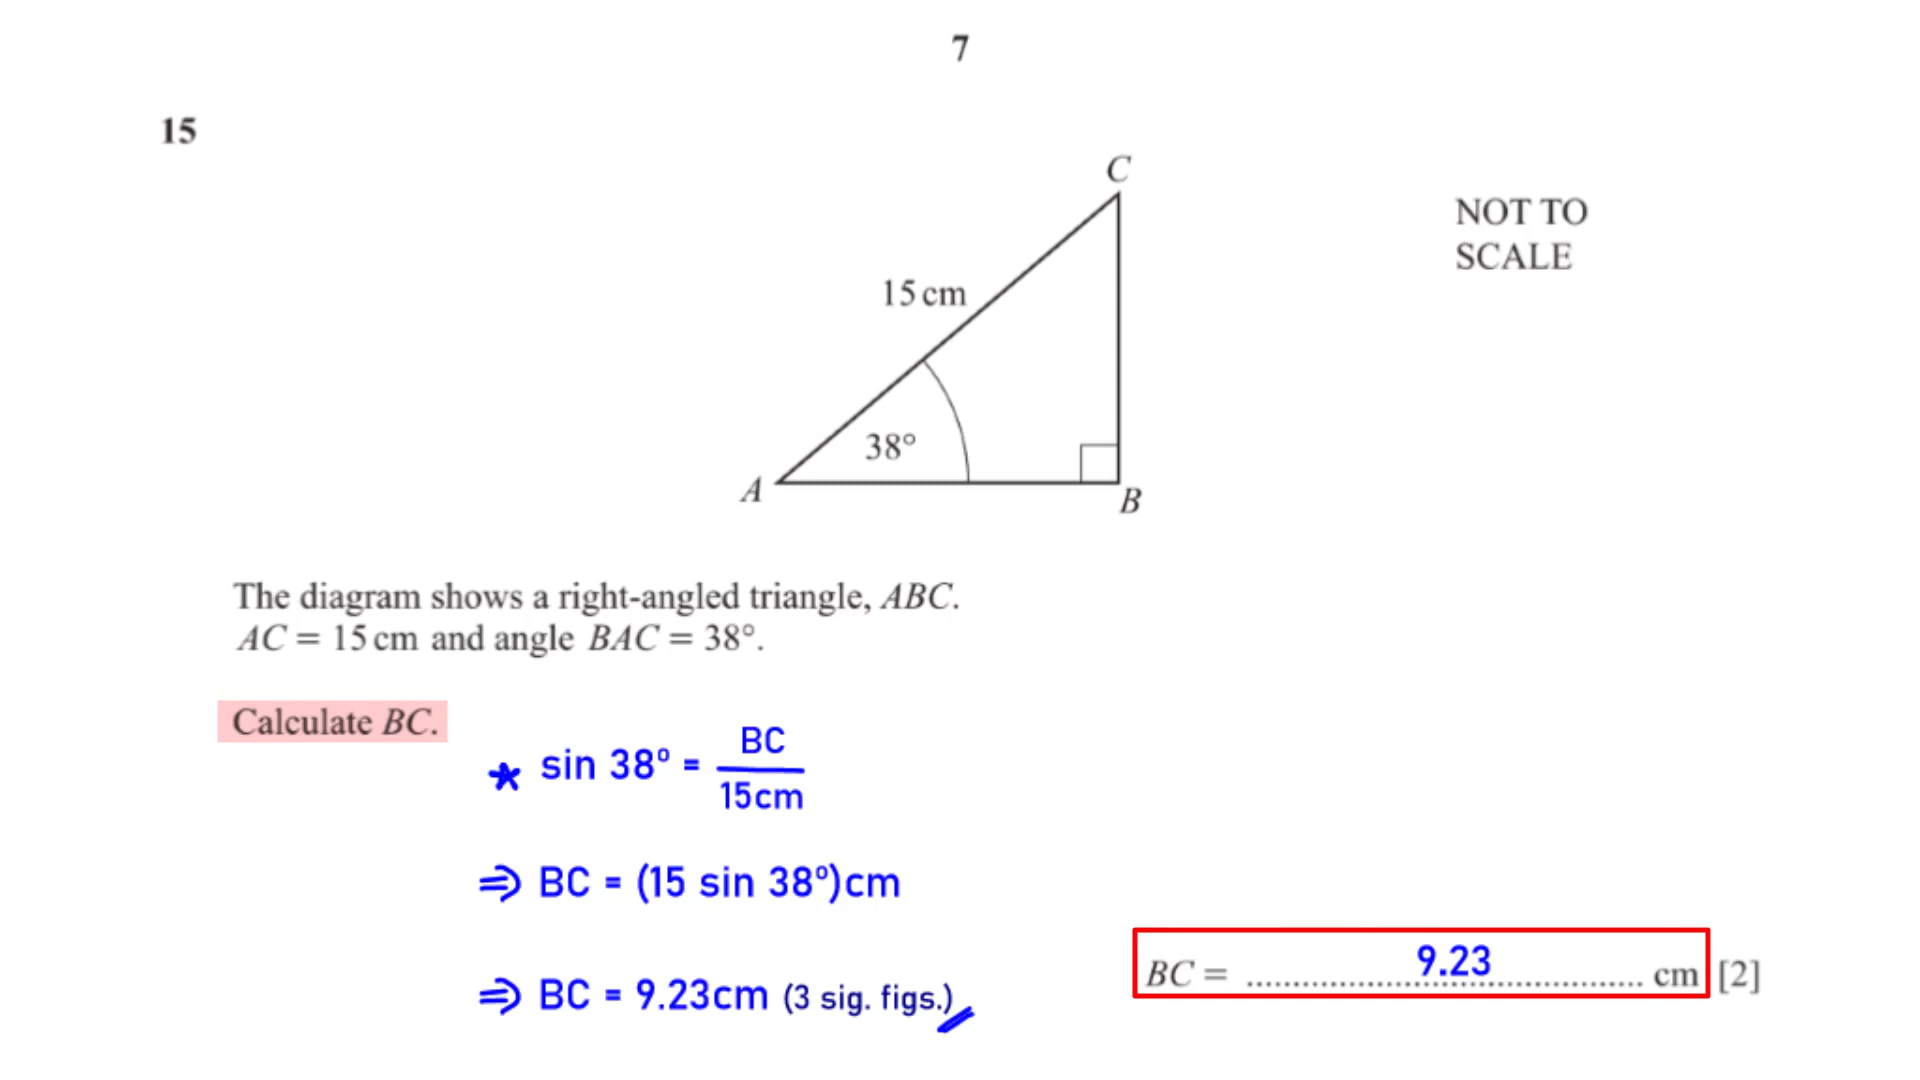 7
15
C
NOT TO
SCALE
15 cm
38°
A
B
The diagram shows a right-angled triangle, ABC.
AC = 15 cm and angle BAC = 38°.
Calculate BC.
* sin 38° = BC / 15cm
⇒ BC = (15 sin 38°)cm
BC = 9.23 cm [2]
⇒ BC = 9.23cm (3 sig. figs.)